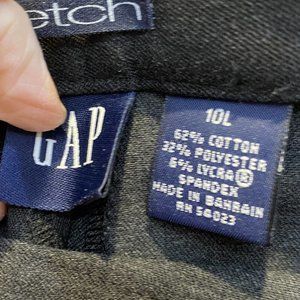 etch
GAP
10L
62% COTTON
32% POLYESTER
6% LYCRA®
SPANDEX
MADE IN BAHRAIN
RN 54023